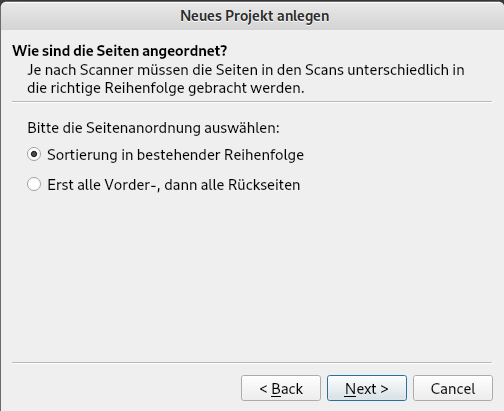 Neues Projekt anlegen
Wie sind die Seiten angeordnet?
Je nach Scanner müssen die Seiten in den Scans unterschiedlich in
die richtige Reihenfolge gebracht werden.
Bitte die Seitenanordnung auswählen:
Sortierung in bestehender Reihenfolge
Erst alle Vorder-, dann alle Rückseiten
< Back Next > Cancel